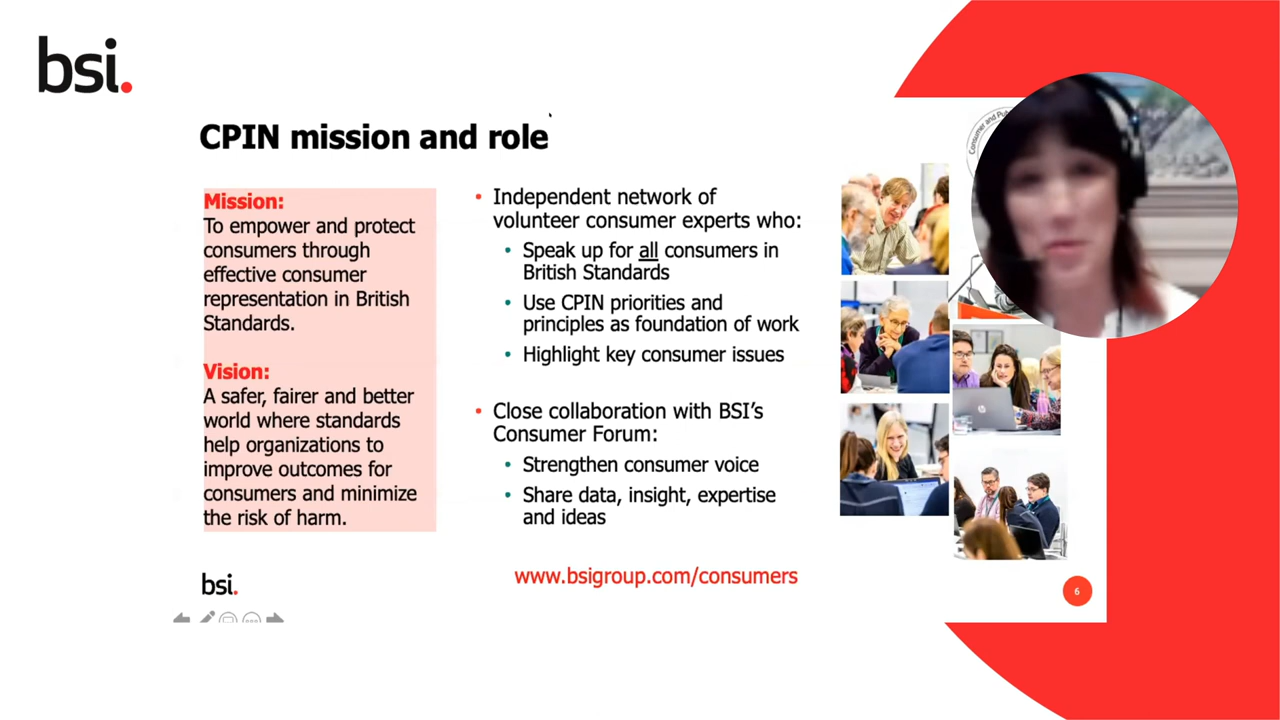 bsi.
CPIN mission and role
Mission:
To empower and protect
consumers through
effective consumer
representation in British
Standards.
Vision:
A safer, fairer and better
world where standards
help organizations to
improve outcomes for
consumers and minimize
the risk of harm.
Independent network of
volunteer consumer experts who:
Speak up for all consumers in
British Standards
Use CPIN priorities and
principles as foundation of work
Highlight key consumer issues
Close collaboration with BSI’s
Consumer Forum:
Strengthen consumer voice
Share data, insight, expertise
and ideas
www.bsigroup.com/consumers
Consumer and
bsi.
6